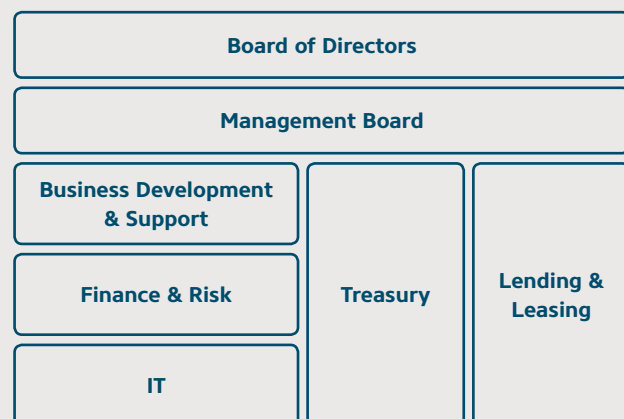 Board of Directors
Management Board
Business Development
& Support
Finance & Risk
IT
Treasury
Lending &
Leasing